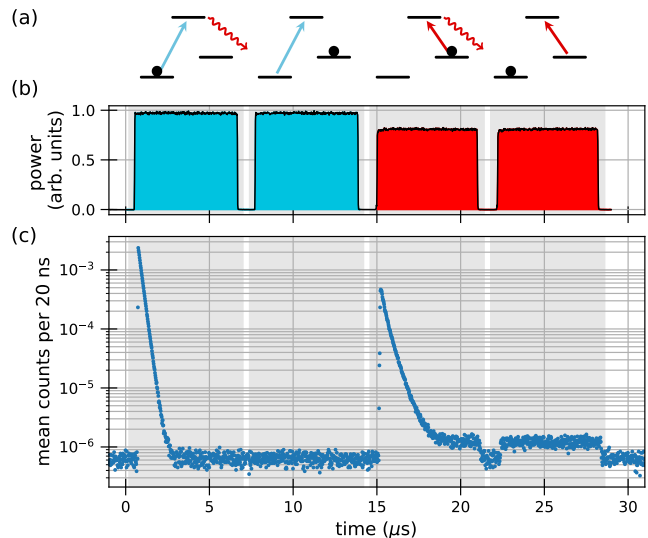 (a)
(b)
1.0
0.5
0.0
power
(arb. units)
(c)
10⁻³
10⁻⁴
10⁻⁵
10⁻⁶
mean counts per 20 ns
0 5 10 15 20 25 30
time (μs)